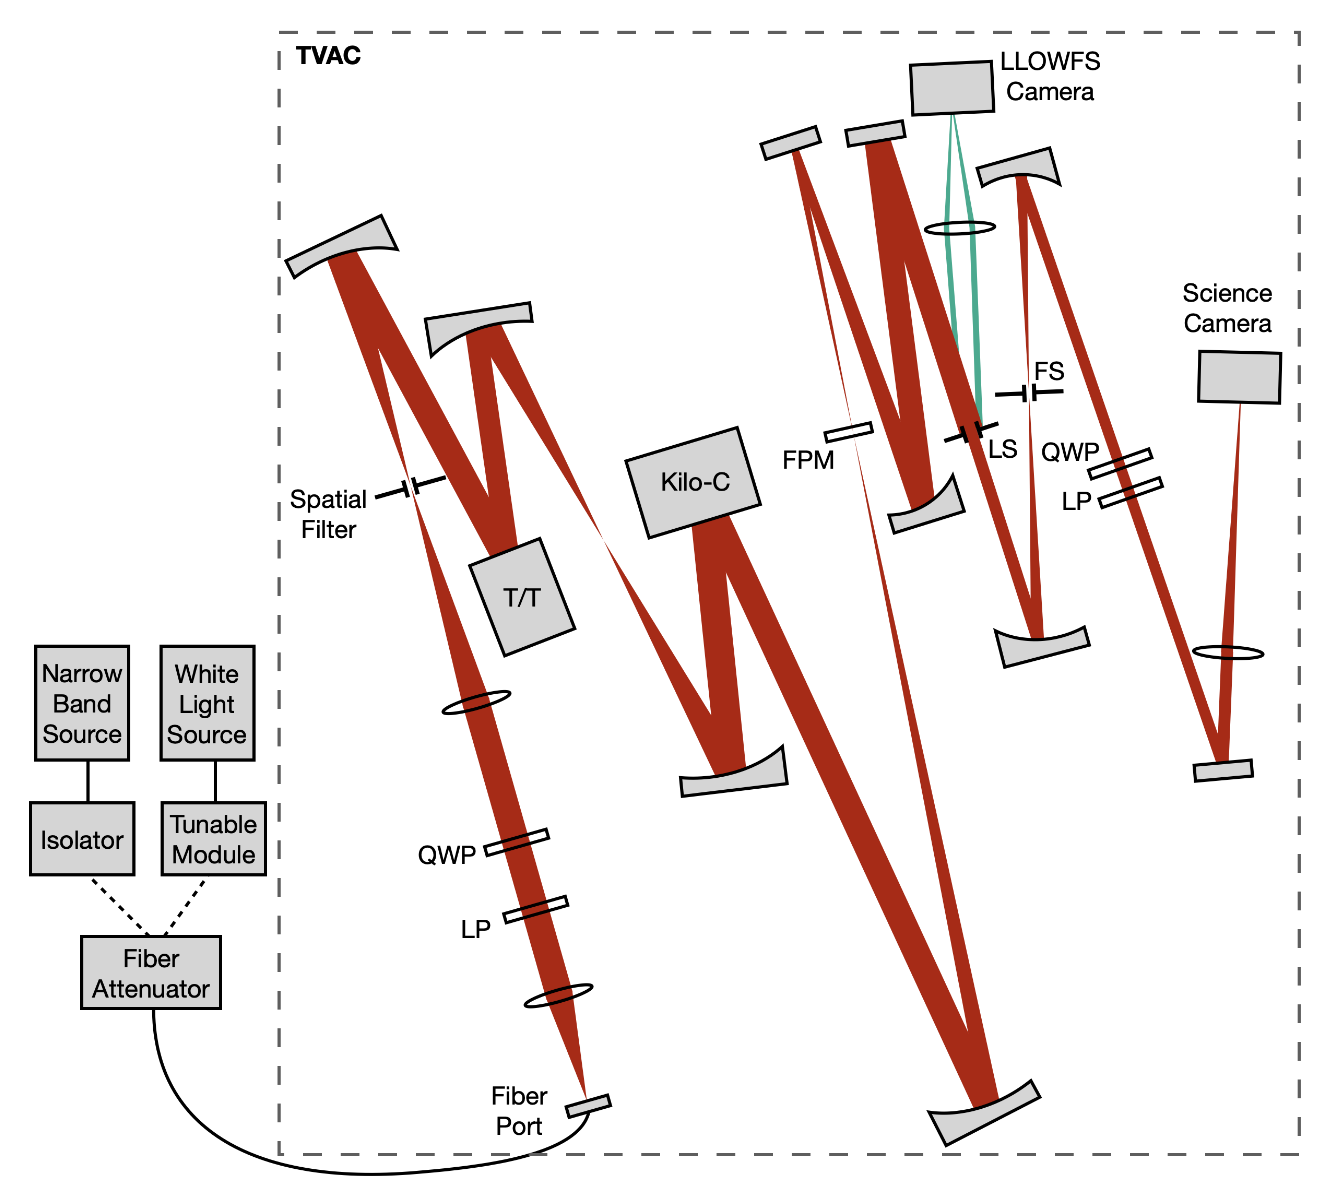 TVAC
LLOWFS
Camera
Science
Camera
FS
Kilo-C
FPM
LS
QWP
LP
Spatial
Filter
T/T
Narrow
Band
Source
White
Light
Source
Isolator
Tunable
Module
QWP
LP
Fiber
Attenuator
Fiber
Port